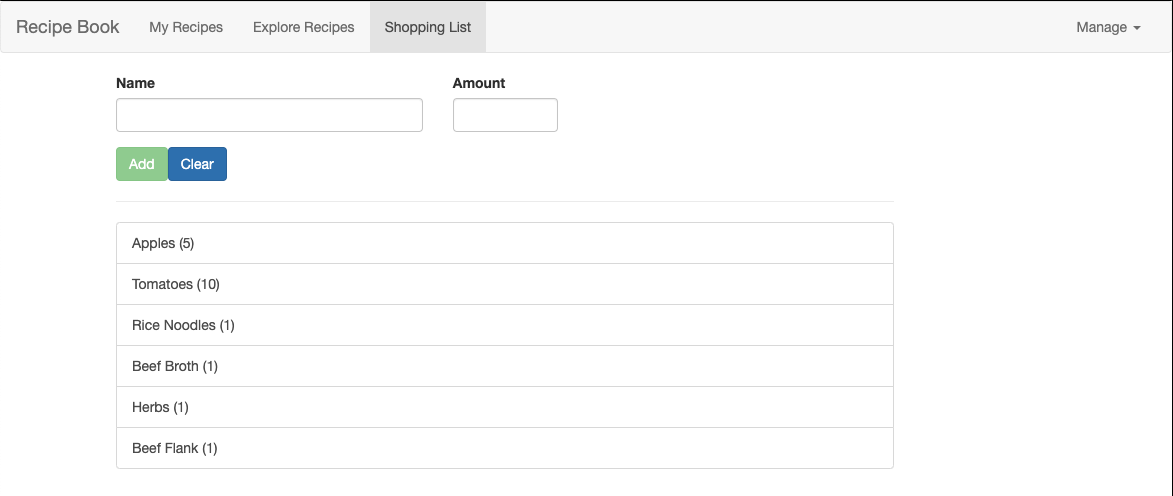 Recipe Book My Recipes Explore Recipes Shopping List Manage
Name Amount
Add Clear
Apples (5)
Tomatoes (10)
Rice Noodles (1)
Beef Broth (1)
Herbs (1)
Beef Flank (1)